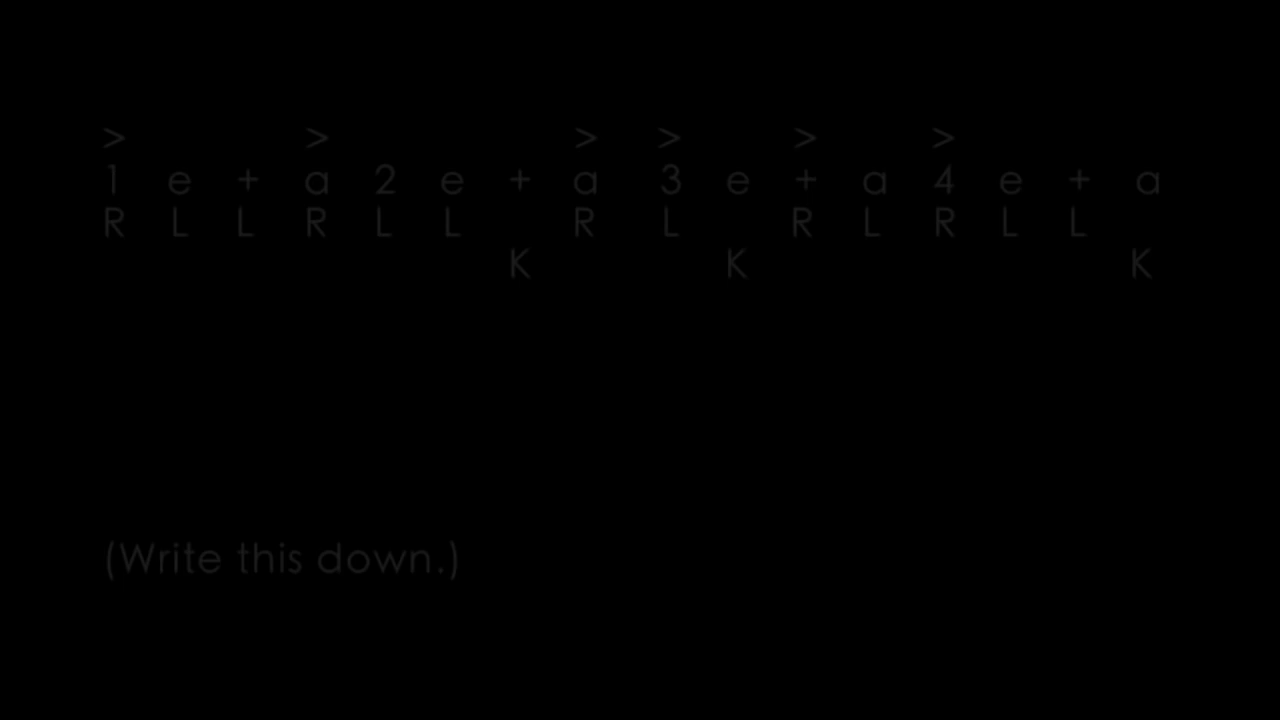 > > > > > >
1 e + a 2 e + a 3 e + a 4 e + a
R L L R L L R L R L R L L
K K K
(Write this down.)